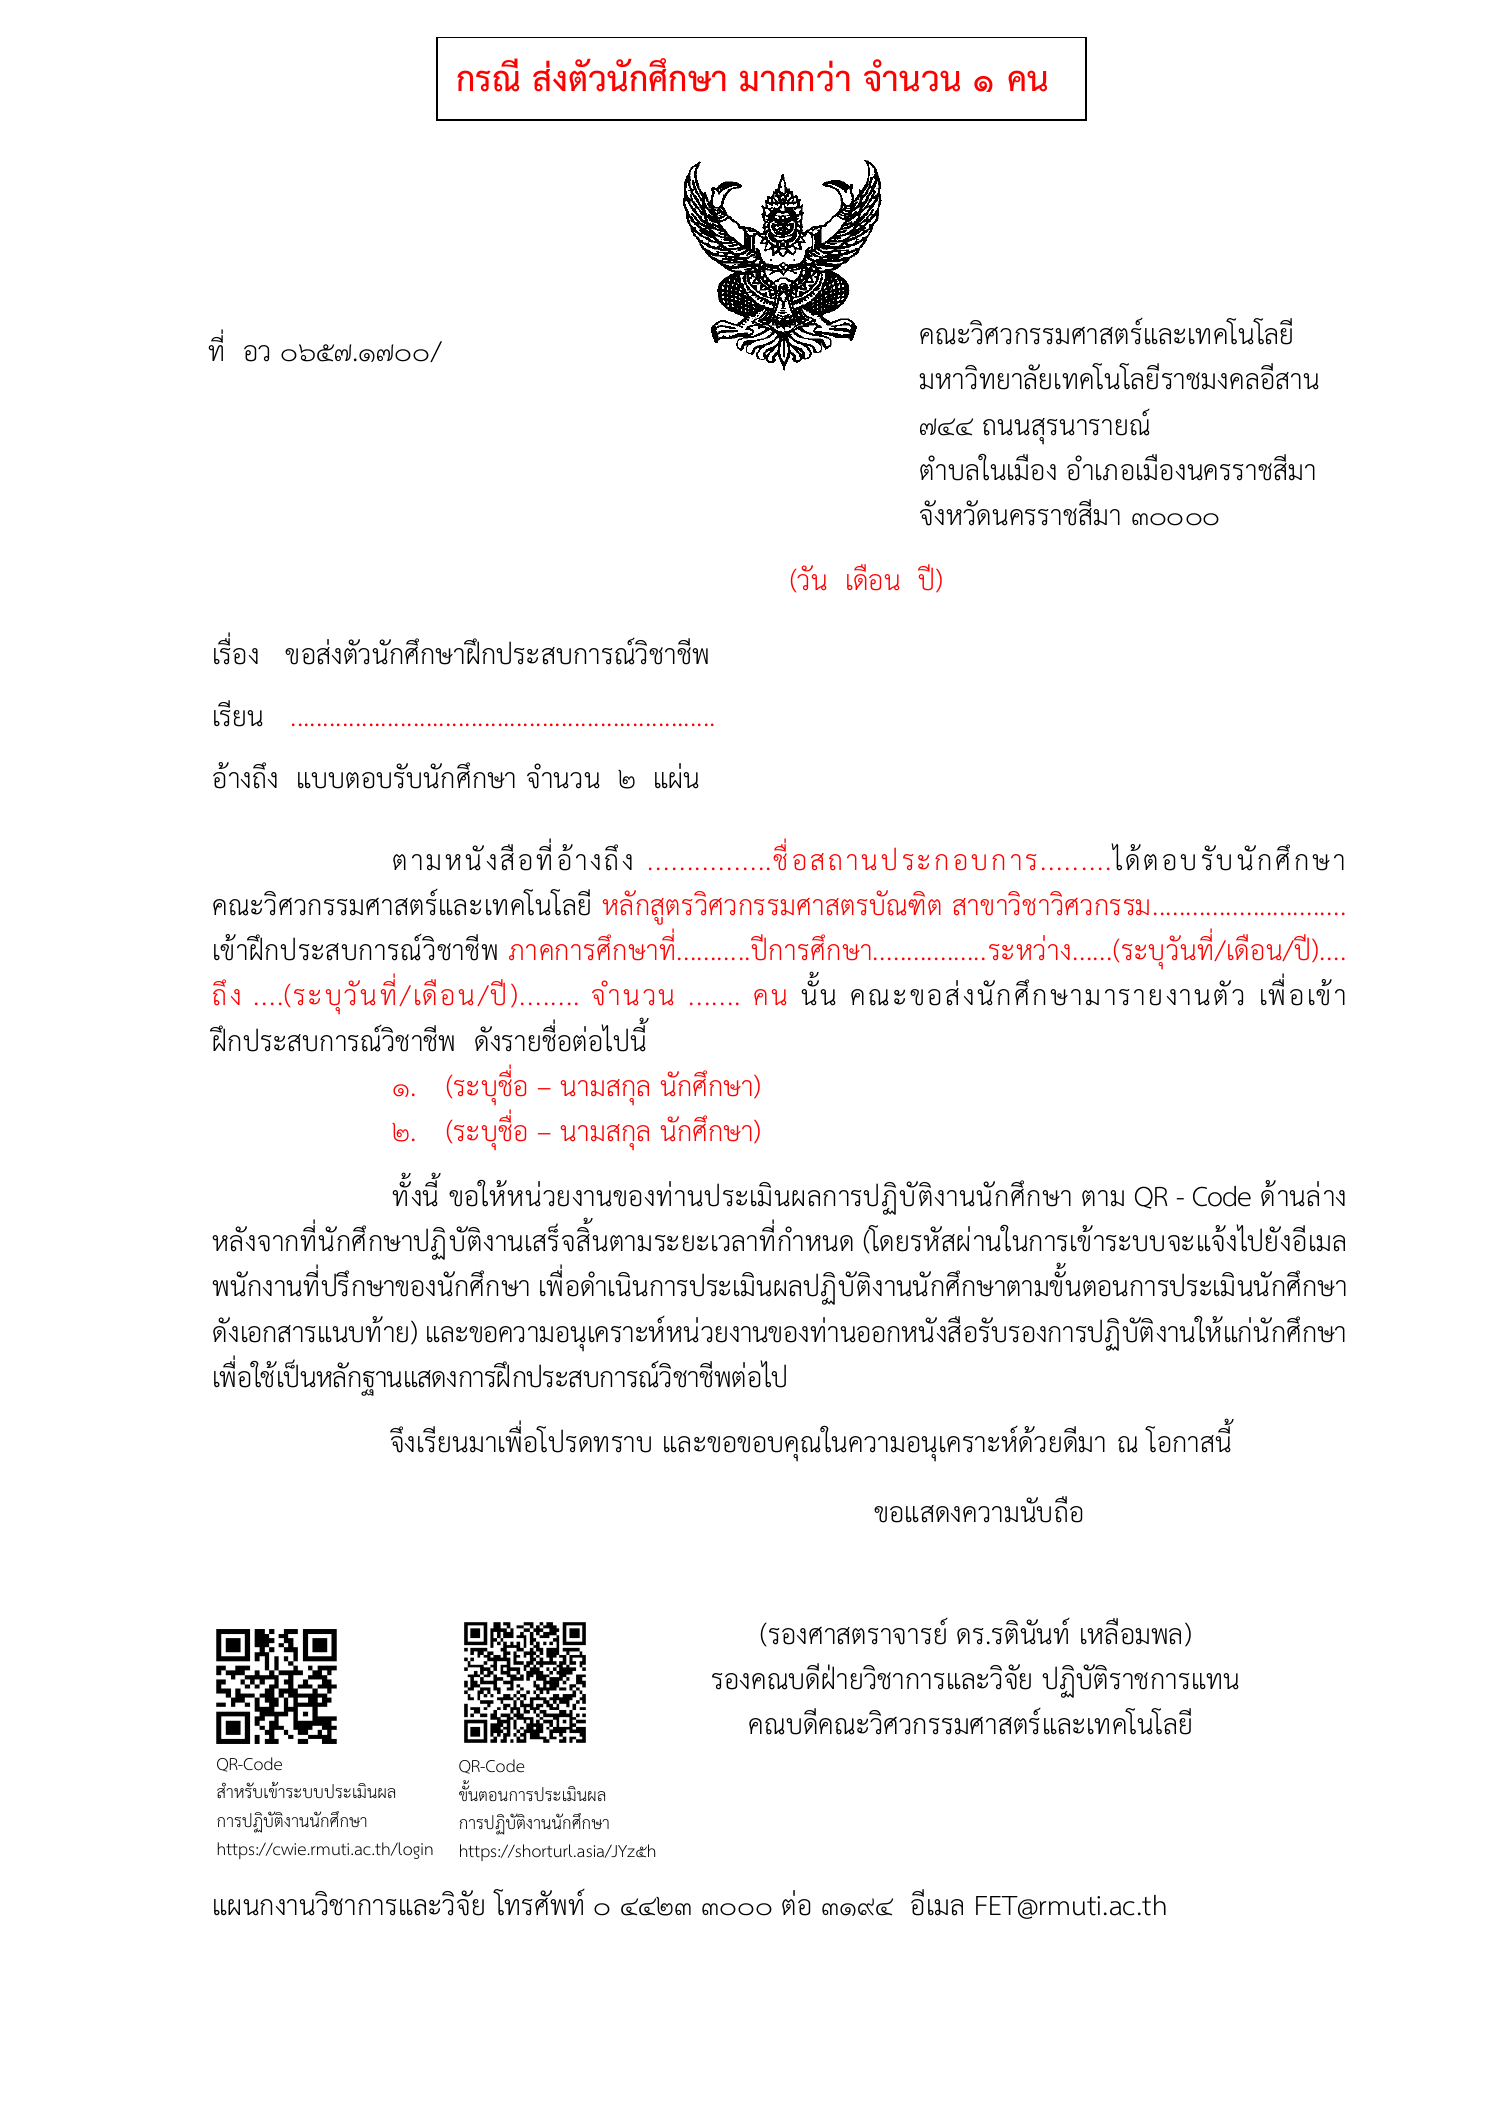 กรณี ส่งตัวนักศึกษา มากกว่า จำนวน ๑ คน
ที่  อว ๐๖๕๗.๑๗๐๐/
คณะวิศวกรรมศาสตร์และเทคโนโลยี
มหาวิทยาลัยเทคโนโลยีราชมงคลอีสาน
๗๔๔ ถนนสุรนารายณ์
ตำบลในเมือง อำเภอเมืองนครราชสีมา
จังหวัดนครราชสีมา ๓๐๐๐๐
(วัน  เดือน  ปี)
เรื่อง   ขอส่งตัวนักศึกษาฝึกประสบการณ์วิชาชีพ
เรียน   ..................................................................
อ้างถึง  แบบตอบรับนักศึกษา จำนวน  ๒  แผ่น
ตามหนังสือที่อ้างถึง ................ชื่อสถานประกอบการ.........ได้ตอบรับนักศึกษา
คณะวิศวกรรมศาสตร์และเทคโนโลยี หลักสูตรวิศวกรรมศาสตรบัณฑิต สาขาวิชาวิศวกรรม.............................
เข้าฝึกประสบการณ์วิชาชีพ ภาคการศึกษาที่...........ปีการศึกษา.................ระหว่าง......(ระบุวันที่/เดือน/ปี)....
ถึง ....(ระบุวันที่/เดือน/ปี)........ จำนวน ....... คน นั้น คณะขอส่งนักศึกษามารายงานตัว เพื่อเข้า
ฝึกประสบการณ์วิชาชีพ  ดังรายชื่อต่อไปนี้
๑.   (ระบุชื่อ – นามสกุล นักศึกษา)
๒.   (ระบุชื่อ – นามสกุล นักศึกษา)
ทั้งนี้ ขอให้หน่วยงานของท่านประเมินผลการปฏิบัติงานนักศึกษา ตาม QR - Code ด้านล่าง
หลังจากที่นักศึกษาปฏิบัติงานเสร็จสิ้นตามระยะเวลาที่กำหนด (โดยรหัสผ่านในการเข้าระบบจะแจ้งไปยังอีเมล
พนักงานที่ปรึกษาของนักศึกษา เพื่อดำเนินการประเมินผลปฏิบัติงานนักศึกษาตามขั้นตอนการประเมินนักศึกษา
ดังเอกสารแนบท้าย) และขอความอนุเคราะห์หน่วยงานของท่านออกหนังสือรับรองการปฏิบัติงานให้แก่นักศึกษา
เพื่อใช้เป็นหลักฐานแสดงการฝึกประสบการณ์วิชาชีพต่อไป
จึงเรียนมาเพื่อโปรดทราบ และขอขอบคุณในความอนุเคราะห์ด้วยดีมา ณ โอกาสนี้
ขอแสดงความนับถือ
(รองศาสตราจารย์ ดร.รตินันท์ เหลือมพล)
รองคณบดีฝ่ายวิชาการและวิจัย ปฏิบัติราชการแทน
คณบดีคณะวิศวกรรมศาสตร์และเทคโนโลยี
QR-Code
สำหรับเข้าระบบประเมินผล
การปฏิบัติงานนักศึกษา
https://cwie.rmuti.ac.th/login
QR-Code
ขั้นตอนการประเมินผล
การปฏิบัติงานนักศึกษา
https://shorturl.asia/JYz๕h
แผนกงานวิชาการและวิจัย โทรศัพท์ ๐ ๔๔๒๓ ๓๐๐๐ ต่อ ๓๑๙๔  อีเมล FET@rmuti.ac.th